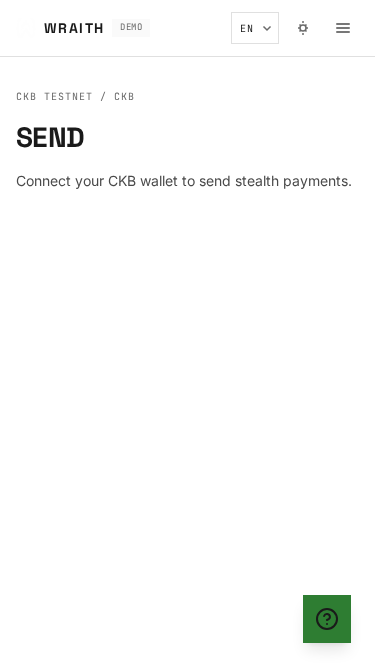 WRAITH DEMO EN
CKB TESTNET / CKB
SEND
Connect your CKB wallet to send stealth payments.